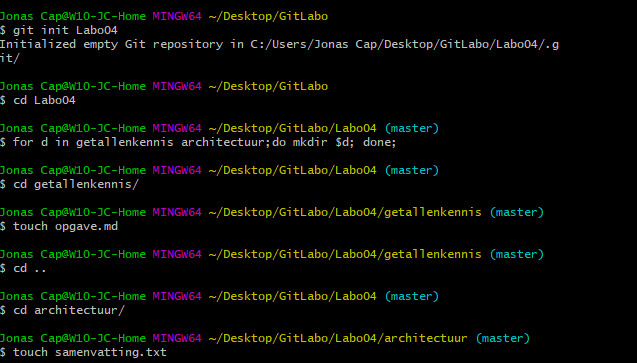 Jonas Cap@W10-JC-Home MINGW64 ~/Desktop/GitLabo
$ git init Labo04
Initialized empty Git repository in C:/Users/Jonas Cap/Desktop/GitLabo/Labo04/.g
it/
Jonas Cap@W10-JC-Home MINGW64 ~/Desktop/GitLabo
$ cd Labo04
Jonas Cap@W10-JC-Home MINGW64 ~/Desktop/GitLabo/Labo04 (master)
$ for d in getallenkennis architectuur;do mkdir $d; done;
Jonas Cap@W10-JC-Home MINGW64 ~/Desktop/GitLabo/Labo04 (master)
$ cd getallenkennis/
Jonas Cap@W10-JC-Home MINGW64 ~/Desktop/GitLabo/Labo04/getallenkennis (master)
$ touch opgave.md
Jonas Cap@W10-JC-Home MINGW64 ~/Desktop/GitLabo/Labo04/getallenkennis (master)
$ cd ..
Jonas Cap@W10-JC-Home MINGW64 ~/Desktop/GitLabo/Labo04 (master)
$ cd architectuur/
Jonas Cap@W10-JC-Home MINGW64 ~/Desktop/GitLabo/Labo04/architectuur (master)
$ touch samenvatting.txt